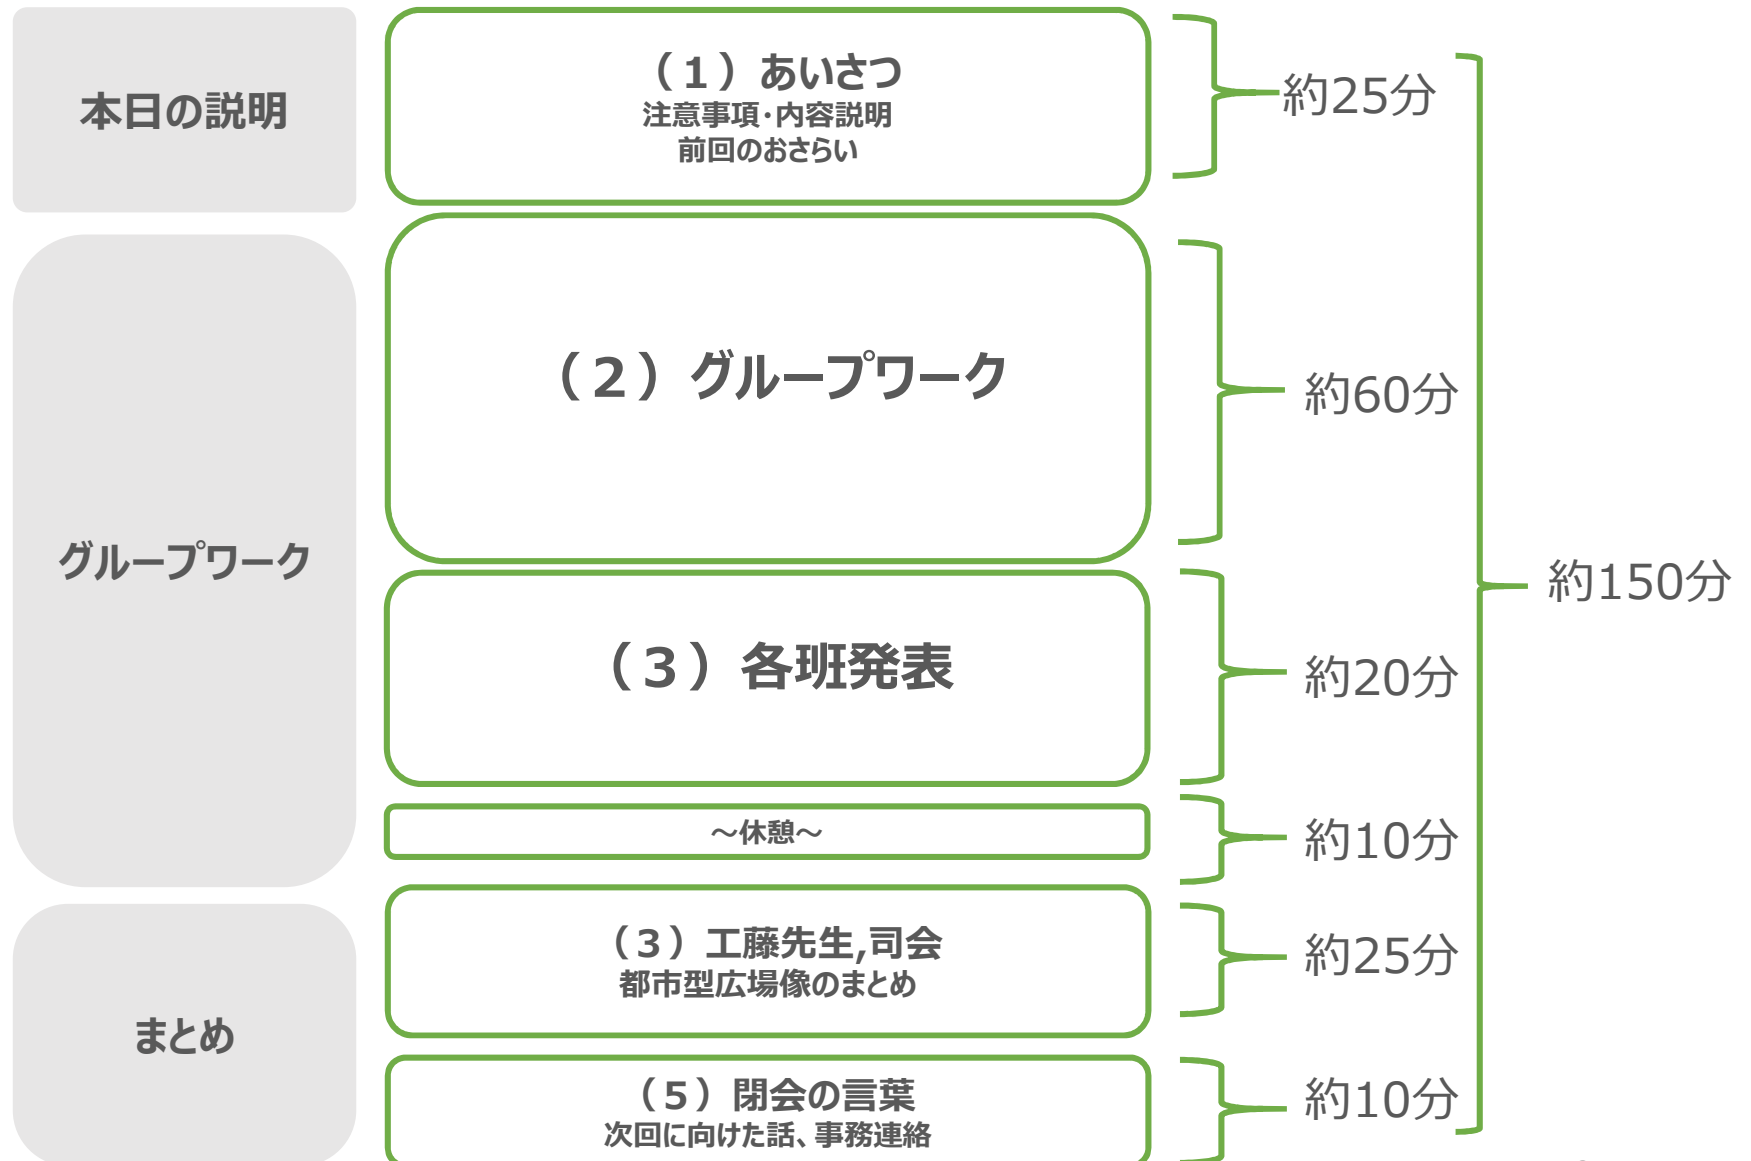 本日の説明
（１）あいさつ
注意事項・内容説明
前回のおさらい
約25分
グループワーク
（２）グループワーク
約60分
（３）各班発表
約20分
～休憩～
約10分
約150分
まとめ
（３）工藤先生,司会
都市型広場像のまとめ
約25分
（５）閉会の言葉
次回に向けた話、事務連絡
約10分